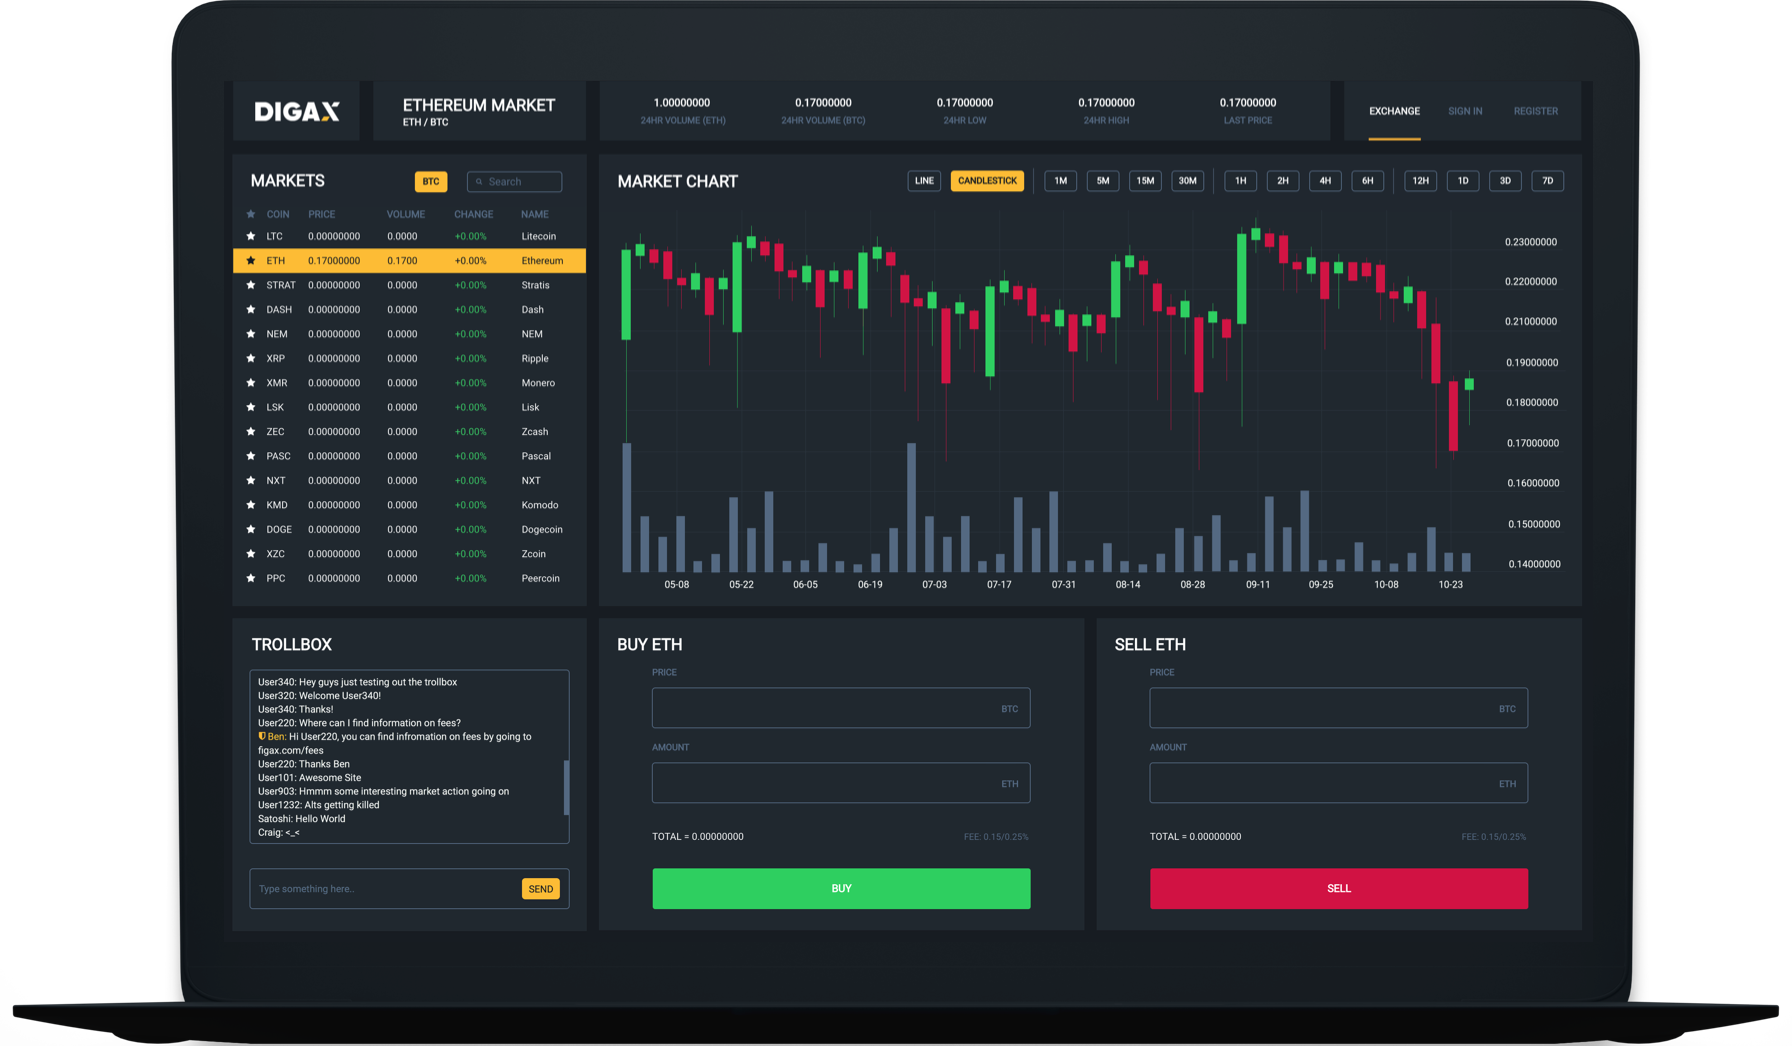 DIGAX
ETHEREUM MARKET
ETH / BTC
1.00000000
24HR VOLUME (ETH)
0.17000000
24HR VOLUME (BTC)
0.17000000
24HR LOW
0.17000000
24HR HIGH
0.17000000
LAST PRICE
EXCHANGE SIGN IN REGISTER
MARKETS BTC Search
COIN PRICE VOLUME CHANGE NAME
LTC 0.00000000 0.0000 +0.00% Litecoin
ETH 0.17000000 0.1700 +0.00% Ethereum
STRAT 0.00000000 0.0000 +0.00% Stratis
DASH 0.00000000 0.0000 +0.00% Dash
NEM 0.00000000 0.0000 +0.00% NEM
XRP 0.00000000 0.0000 +0.00% Ripple
XMR 0.00000000 0.0000 +0.00% Monero
LSK 0.00000000 0.0000 +0.00% Lisk
ZEC 0.00000000 0.0000 +0.00% Zcash
PASC 0.00000000 0.0000 +0.00% Pascal
NXT 0.00000000 0.0000 +0.00% NXT
KMD 0.00000000 0.0000 +0.00% Komodo
DOGE 0.00000000 0.0000 +0.00% Dogecoin
XZC 0.00000000 0.0000 +0.00% Zcoin
PPC 0.00000000 0.0000 +0.00% Peercoin
MARKET CHART LINE CANDLESTICK 1M 5M 15M 30M 1H 2H 4H 6H 12H 1D 3D 7D
0.23000000
0.22000000
0.21000000
0.19000000
0.18000000
0.17000000
0.16000000
0.15000000
0.14000000
05-08 05-22 06-05 06-19 07-03 07-17 07-31 08-14 08-28 09-11 09-25 10-08 10-23
TROLLBOX
User340: Hey guys just testing out the trollbox
User320: Welcome User340!
User340: Thanks!
User220: Where can I find information on fees?
Ben: Hi User220, you can find infromation on fees by going to
figax.com/fees
User220: Thanks Ben
User101: Awesome Site
User903: Hmmm some interesting market action going on
User1232: Alts getting killed
Satoshi: Hello World
Craig: <_<
Type something here.. SEND
BUY ETH
PRICE
BTC
AMOUNT
ETH
TOTAL = 0.00000000 FEE: 0.15/0.25%
BUY
SELL ETH
PRICE
BTC
AMOUNT
ETH
TOTAL = 0.00000000 FEE: 0.15/0.25%
SELL